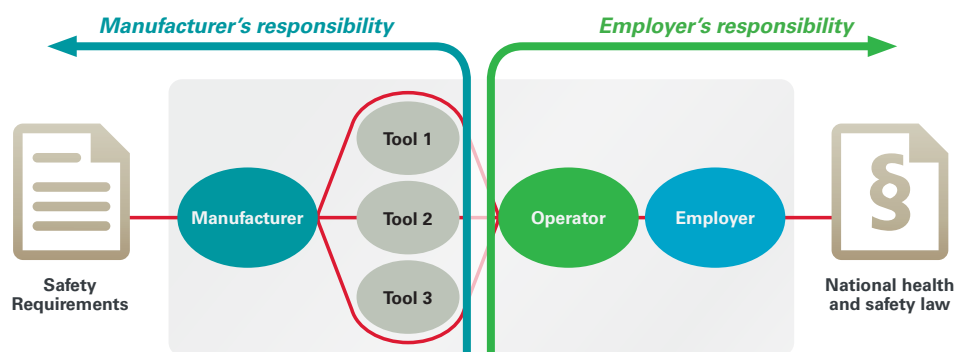 Manufacturer's responsibility
Employer's responsibility
Tool 1
Manufacturer
Tool 2
Operator
Employer
§
Tool 3
Safety
Requirements
National health
and safety law